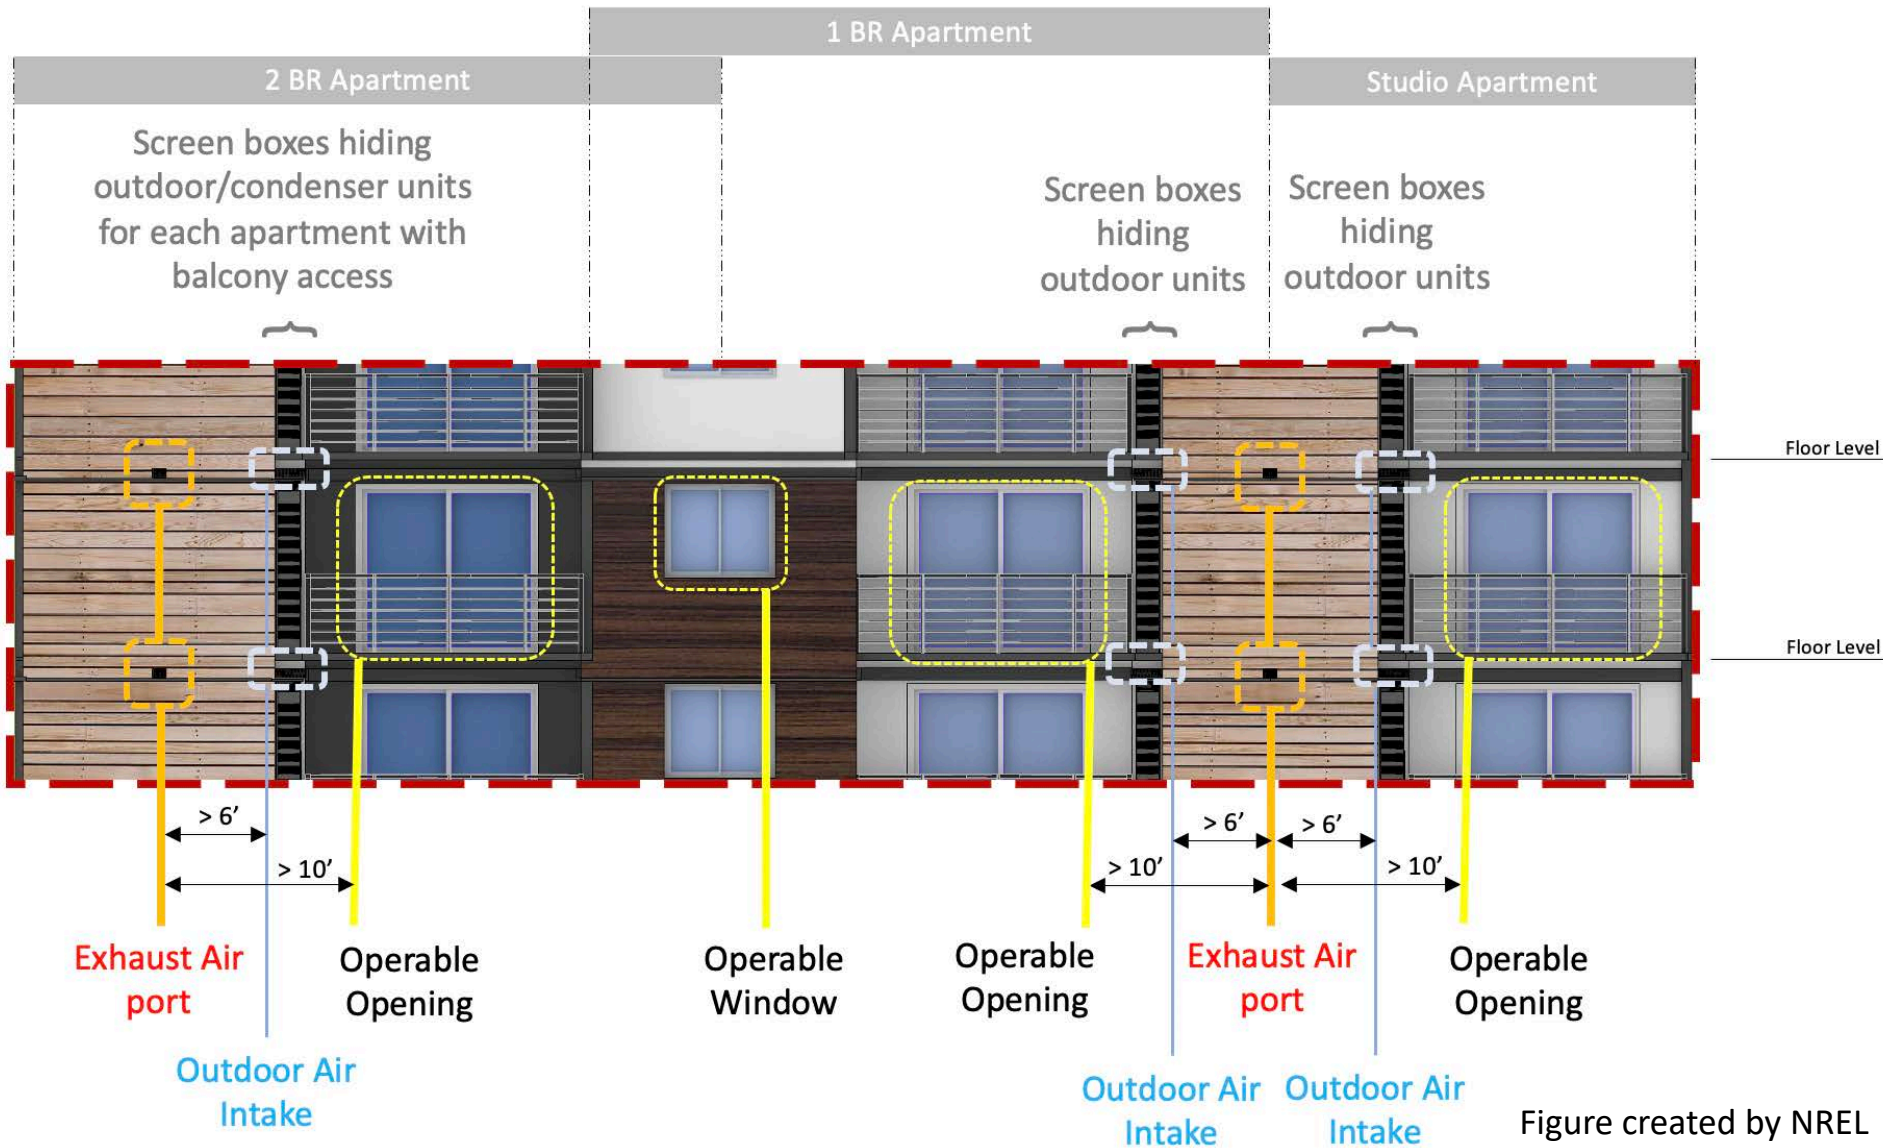 1 BR Apartment
2 BR Apartment
Studio Apartment
Screen boxes hiding
outdoor/condenser units
for each apartment with
balcony access
Screen boxes
hiding
outdoor units
Screen boxes
hiding
outdoor units
Floor Level
Floor Level
> 6’
> 10’
> 6’
> 6’
> 10’
> 10’
Exhaust Air
port
Operable
Opening
Operable
Window
Operable
Opening
Exhaust Air
port
Operable
Opening
Outdoor Air
Intake
Outdoor Air
Intake
Outdoor Air
Intake
Figure created by NREL